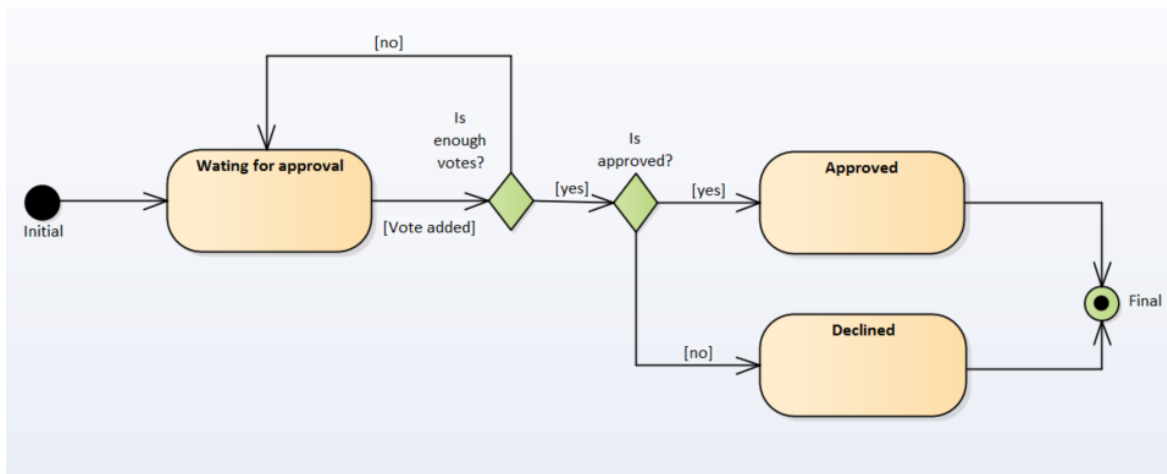 [no]
Is
enough
votes?
Is
approved?
Wating for approval
Approved
[yes]
[yes]
[Vote added]
Initial
Final
Declined
[no]